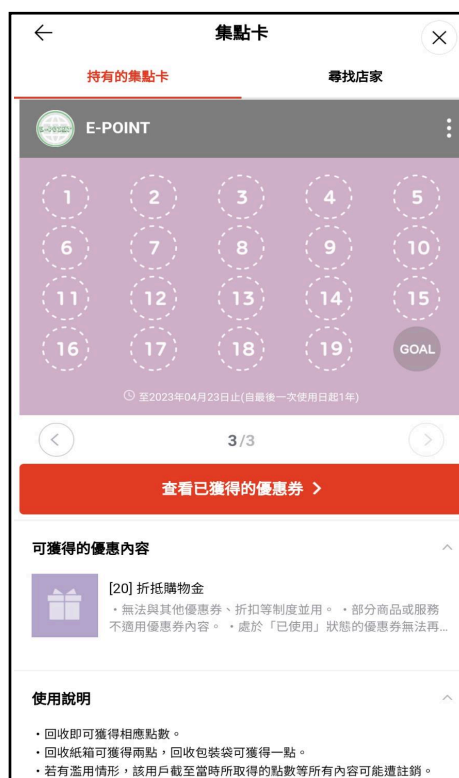 集點卡
持有的集點卡 尋找店家
E-POINT
1 2 3 4 5
6 7 8 9 10
11 12 13 14 15
16 17 18 19 GOAL
至2023年04月23日止(自最後一次使用日起1年)
3/3
查看已獲得的優惠券
可獲得的優惠內容
[20] 折抵購物金
・無法與其他優惠券、折扣等制度並用。 ・部分商品或服務
不適用優惠券內容。 ・處於「已使用」狀態的優惠券無法再...
使用說明
・回收即可獲得相應點數。
・回收紙箱可獲得兩點，回收包裝袋可獲得一點。
・若有濫用情形，該用戶截至當時所取得的點數等所有內容可能遭註銷。